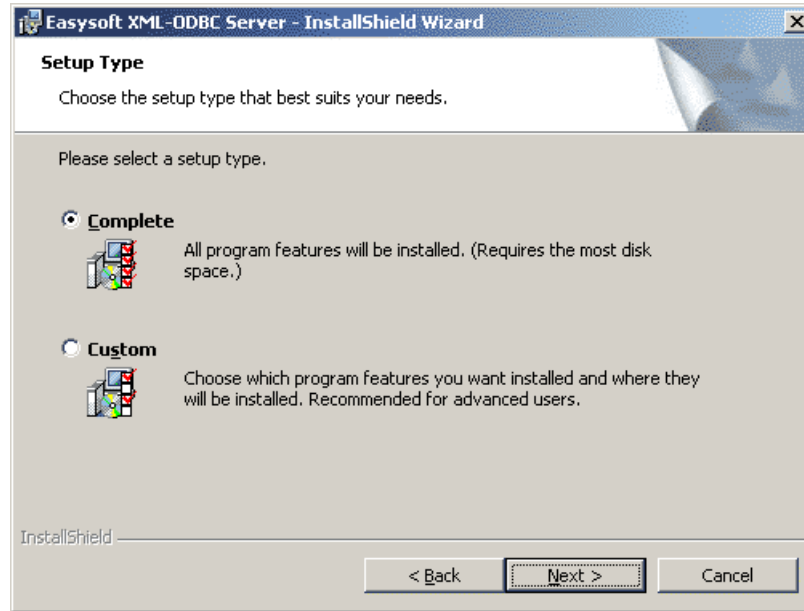 Easysoft XML-ODBC Server - InstallShield Wizard
Setup Type
Choose the setup type that best suits your needs.
Please select a setup type.
Complete
All program features will be installed. (Requires the most disk
space.)
Custom
Choose which program features you want installed and where they
will be installed. Recommended for advanced users.
InstallShield
< Back
Next >
Cancel